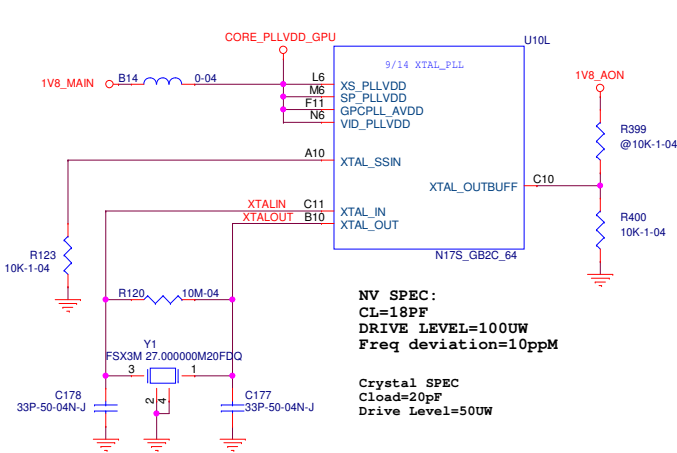 CORE_PLLVDD_GPU
U10L
9/14 XTAL_PLL
1V8_MAIN
B14
0-04
L6
XS_PLLVDD
M6
SP_PLLVDD
F11
GPCPLL_AVDD
N6
VID_PLLVDD
1V8_AON
R399
@10K-1-04
A10
XTAL_SSIN
XTAL_OUTBUFF
C10
XTALIN
C11
XTAL_IN
XTALOUT
B10
XTAL_OUT
R400
10K-1-04
R123
10K-1-04
N17S_GB2C_64
R120
10M-04
NV SPEC:
CL=18PF
DRIVE LEVEL=100UW
Freq deviation=10ppM
Y1
FSX3M 27.000000M20FDQ
3
1
2
4
C178
33P-50-04N-J
C177
33P-50-04N-J
Crystal SPEC
Cload=20pF
Drive Level=50UW